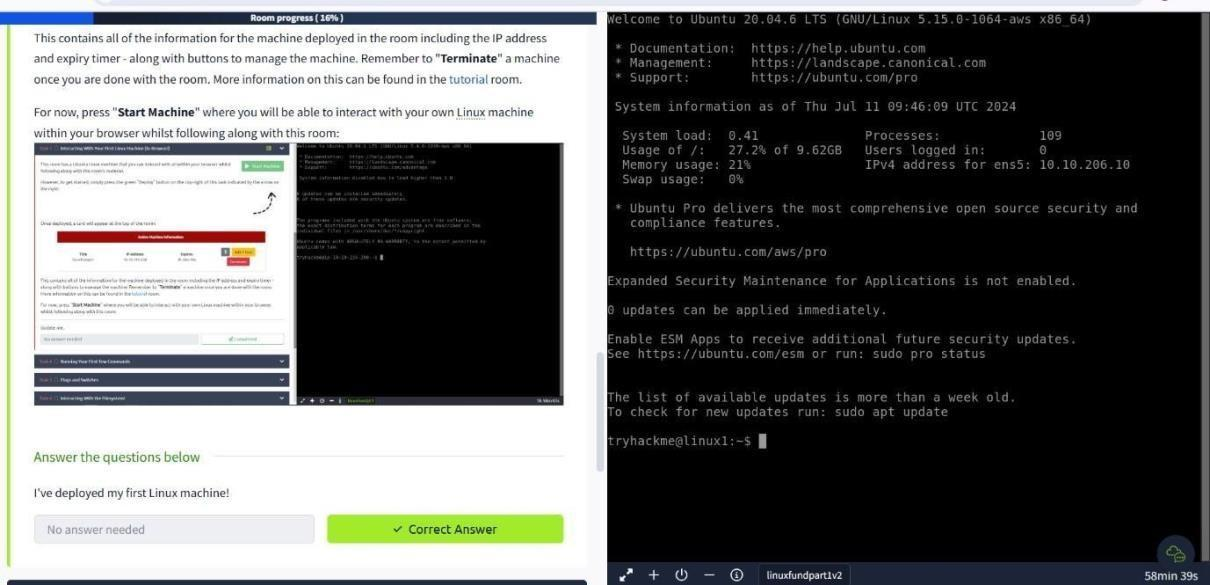 Room progress ( 16% )
This contains all of the information for the machine deployed in the room including the IP address
and expiry timer - along with buttons to manage the machine. Remember to "Terminate" a machine
once you are done with the room. More information on this can be found in the tutorial room.
For now, press "Start Machine" where you will be able to interact with your own Linux machine
within your browser whilst following along with this room:
Answer the questions below
I've deployed my first Linux machine!
No answer needed
✓ Correct Answer
Welcome to Ubuntu 20.04.6 LTS (GNU/Linux 5.15.0-1064-aws x86_64)
* Documentation: https://help.ubuntu.com
* Management: https://landscape.canonical.com
* Support: https://ubuntu.com/pro
System information as of Thu Jul 11 09:46:09 UTC 2024
System load: 0.41 Processes: 109
Usage of /: 27.2% of 9.62GB Users logged in: 0
Memory usage: 21% IPv4 address for ens5: 10.10.206.10
Swap usage: 0%
* Ubuntu Pro delivers the most comprehensive open source security and
compliance features.
https://ubuntu.com/aws/pro
Expanded Security Maintenance for Applications is not enabled.
0 updates can be applied immediately.
Enable ESM Apps to receive additional future security updates.
See https://ubuntu.com/esm or run: sudo pro status
The list of available updates is more than a week old.
To check for new updates run: sudo apt update
tryhackme@linux1:~$
linuxfundpart1v2
58min 39s